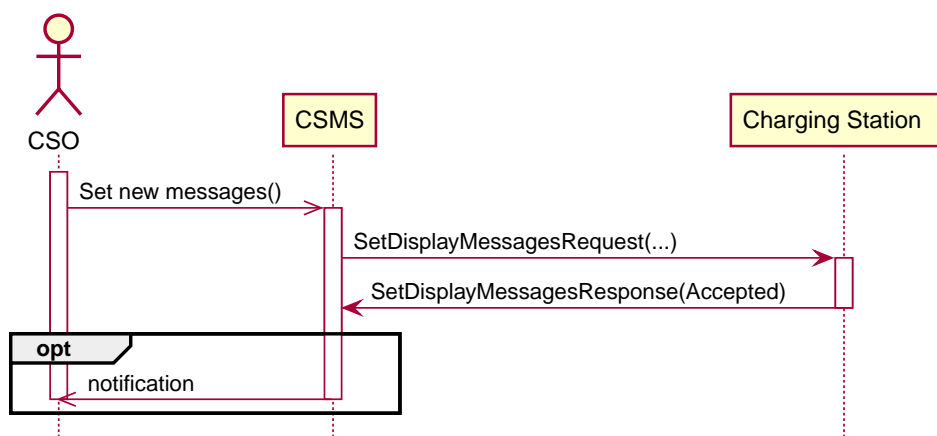 CSO
CSMS
Charging Station
Set new messages()
SetDisplayMessagesRequest(...)
SetDisplayMessagesResponse(Accepted)
opt
notification